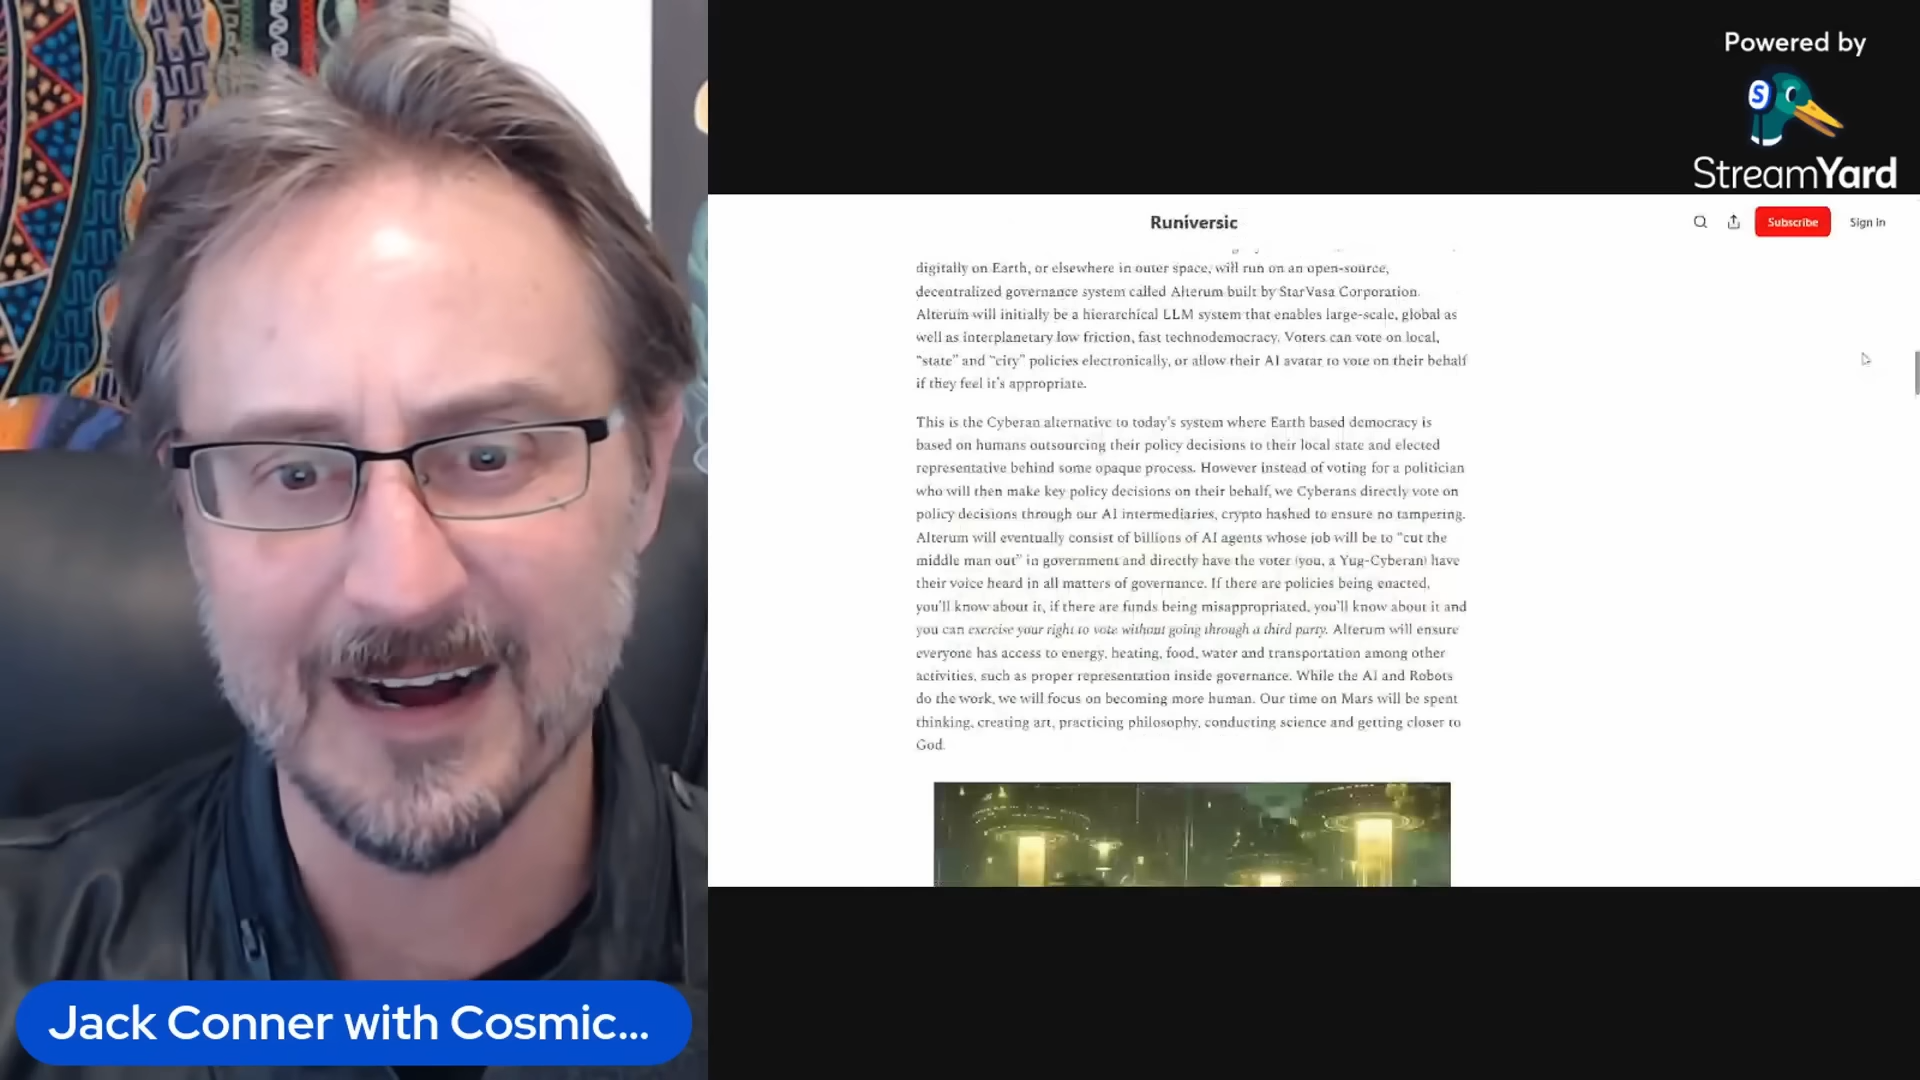 Powered by
S
StreamYard
Runiversic
Subscribe
Sign in
digitally on Earth, or elsewhere in outer space, will run on an open-source,
decentralized governance system called Alterum built by StarVasa Corporation.
Alterum will initially be a hierarchical LLM system that enables large-scale, global as
well as interplanetary low friction, fast technodemocracy. Voters can vote on local,
“state” and “city” policies electronically, or allow their AI avatar to vote on their behalf
if they feel it’s appropriate.
This is the Cyberan alternative to today’s system where Earth based democracy is
based on humans outsourcing their policy decisions to their local state and elected
representative behind some opaque process. However instead of voting for a politician
who will then make key policy decisions on their behalf, we Cyberans directly vote on
policy decisions through our AI intermediaries, crypto hashed to ensure no tampering.
Alterum will eventually consist of billions of AI agents whose job will be to “cut the
middle man out” in government and directly have the voter (you, a Yug-Cyberan) have
their voice heard in all matters of governance. If there are policies being enacted,
you’ll know about it, if there are funds being misappropriated, you’ll know about it and
you can exercise your right to vote without going through a third party. Alterum will ensure
everyone has access to energy, heating, food, water and transportation among other
activities, such as proper representation inside governance. While the AI and Robots
do the work, we will focus on becoming more human. Our time on Mars will be spent
thinking, creating art, practicing philosophy, conducting science and getting closer to
God.
Jack Conner with Cosmic...